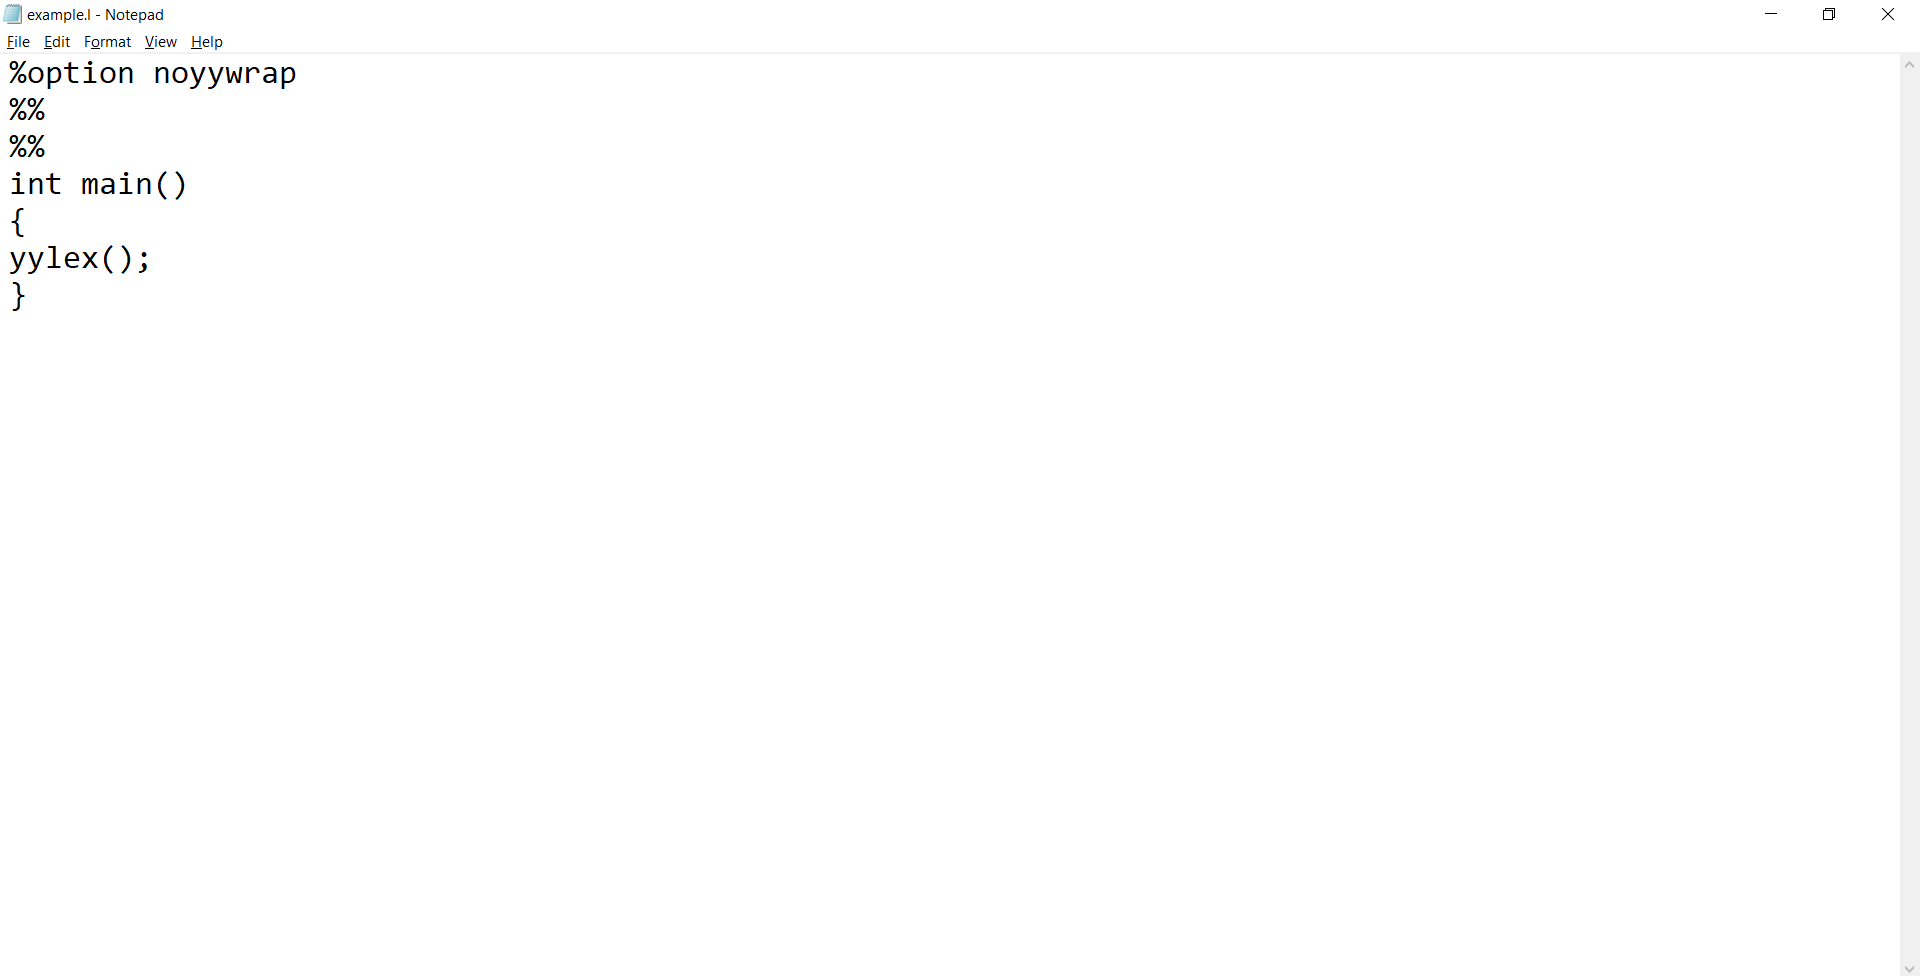 example.l - Notepad
File Edit Format View Help
%option noyywrap
%%
%%
int main()
{
yylex();
}